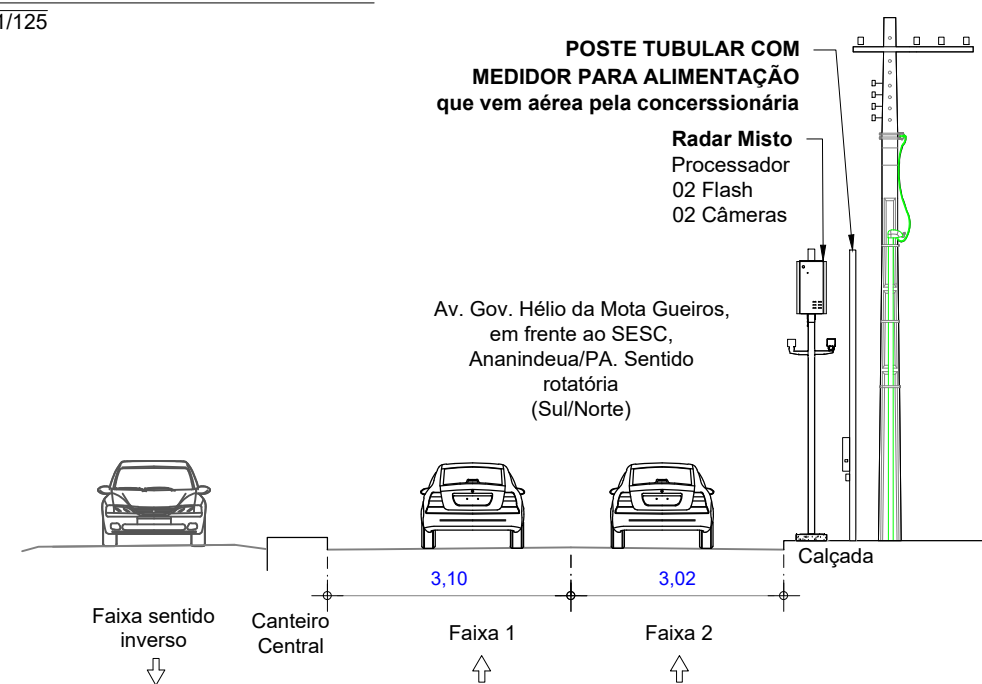 1/125
POSTE TUBULAR COM
MEDIDOR PARA ALIMENTAÇÃO
que vem aérea pela concerssionária
Radar Misto
Processador
02 Flash
02 Câmeras
Av. Gov. Hélio da Mota Gueiros,
em frente ao SESC,
Ananindeua/PA. Sentido
rotatória
(Sul/Norte)
Calçada
3,10
3,02
Faixa sentido
inverso
Canteiro
Central
Faixa 1
Faixa 2